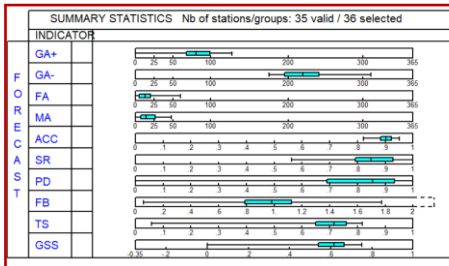 SUMMARY STATISTICS Nb of stations/groups: 35 valid / 36 selected
INDICATOR
FORECAST
GA+
0 25 50 100 200 300 365
GA-
0 25 50 100 200 300 365
FA
0 25 50 100 200 300 365
MA
0 25 50 100 200 300 365
ACC
0 .1 .2 .3 .4 .5 .6 .7 .8 .9 1
SR
0 .1 .2 .3 .4 .5 .6 .7 .8 .9 1
PD
0 .1 .2 .3 .4 .5 .6 .7 .8 .9 1
FB
0 .2 .4 .6 .8 1 1.2 1.4 1.6 1.8 2
TS
0 .1 .2 .3 .4 .5 .6 .7 .8 .9 1
GSS
-0.35 -.2 0 .2 .4 .6 .8 1